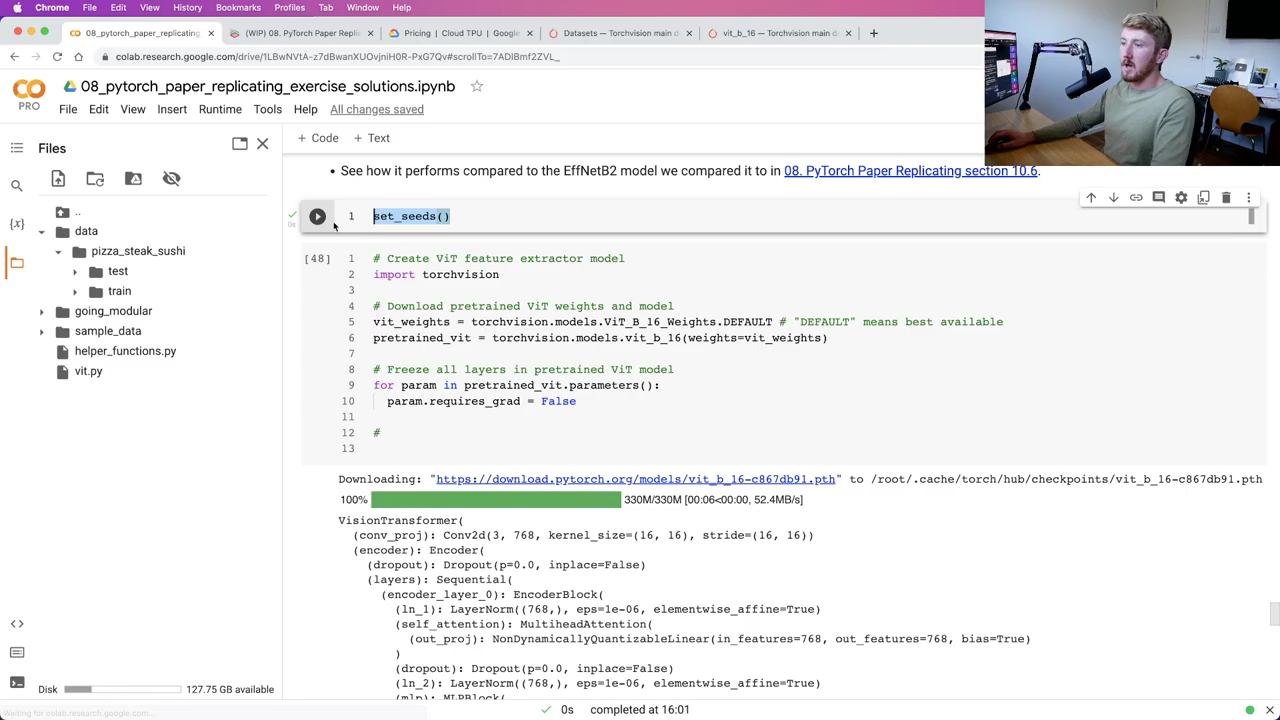 Chrome File Edit View History Bookmarks Profiles Tab Window Help
08_pytorch_paper_replicating_
(WIP) 08. PyTorch Paper Replic
Pricing | Cloud TPU | Google
Datasets — Torchvision main d
vit_b_16 — Torchvision main d
08_pytorch_paper_replicating_exercise_solutions.ipynb
PRO
File Edit View Insert Runtime Tools Help All changes saved
Files
+ Code + Text
..
data
pizza_steak_sushi
test
train
going_modular
sample_data
helper_functions.py
vit.py
Disk 127.75 GB available
• See how it performs compared to the EffNetB2 model we compared it to in 08. PyTorch Paper Replicating section 10.6.
0s
1 set_seeds()
[48] 1 # Create ViT feature extractor model
2 import torchvision
3
4 # Download pretrained ViT weights and model
5 vit_weights = torchvision.models.ViT_B_16_Weights.DEFAULT # "DEFAULT" means best available
6 pretrained_vit = torchvision.models.vit_b_16(weights=vit_weights)
7
8 # Freeze all layers in pretrained ViT model
9 for param in pretrained_vit.parameters():
10 param.requires_grad = False
11
12 #
13
Downloading: "https://download.pytorch.org/models/vit_b_16-c867db91.pth" to /root/.cache/torch/hub/checkpoints/vit_b_16-c867db91.pth
100% 330M/330M [00:06<00:00, 52.4MB/s]
VisionTransformer(
(conv_proj): Conv2d(3, 768, kernel_size=(16, 16), stride=(16, 16))
(encoder): Encoder(
(dropout): Dropout(p=0.0, inplace=False)
(layers): Sequential(
(encoder_layer_0): EncoderBlock(
(ln_1): LayerNorm((768,), eps=1e-06, elementwise_affine=True)
(self_attention): MultiheadAttention(
(out_proj): NonDynamicallyQuantizableLinear(in_features=768, out_features=768, bias=True)
)
(dropout): Dropout(p=0.0, inplace=False)
(ln_2): LayerNorm((768,), eps=1e-06, elementwise_affine=True)
(mlp): MLPBlock(
Waiting for colab.research.google.com...
0s completed at 16:01